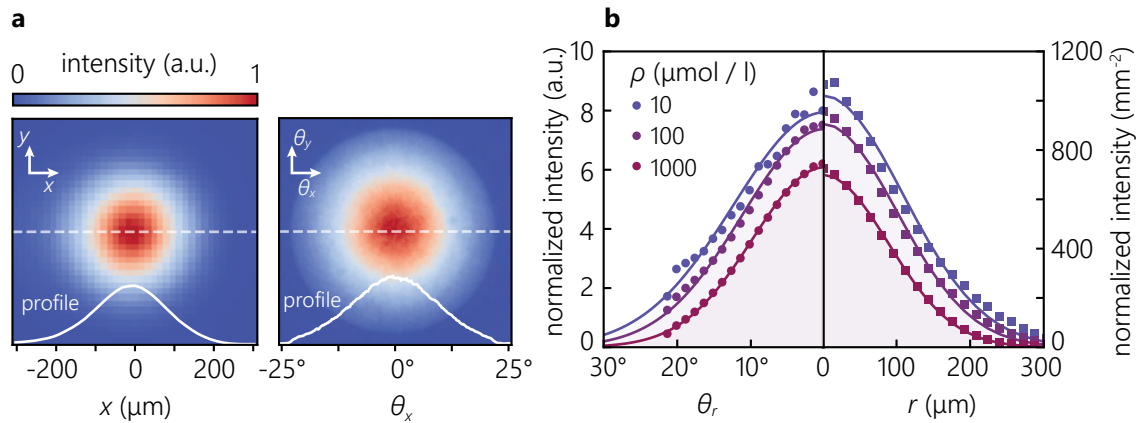 a
intensity (a.u.)
0 1
y
x
profile
-200 0 200
x (µm)
θy
θx
profile
-25° 0° 25°
θx
b
normalized intensity (a.u.)
10
8
6
4
2
0
ρ (µmol / l)
10
100
1000
1200
800
400
0
normalized intensity (mm⁻²)
30° 20° 10° 0 100 200 300
θr r (µm)